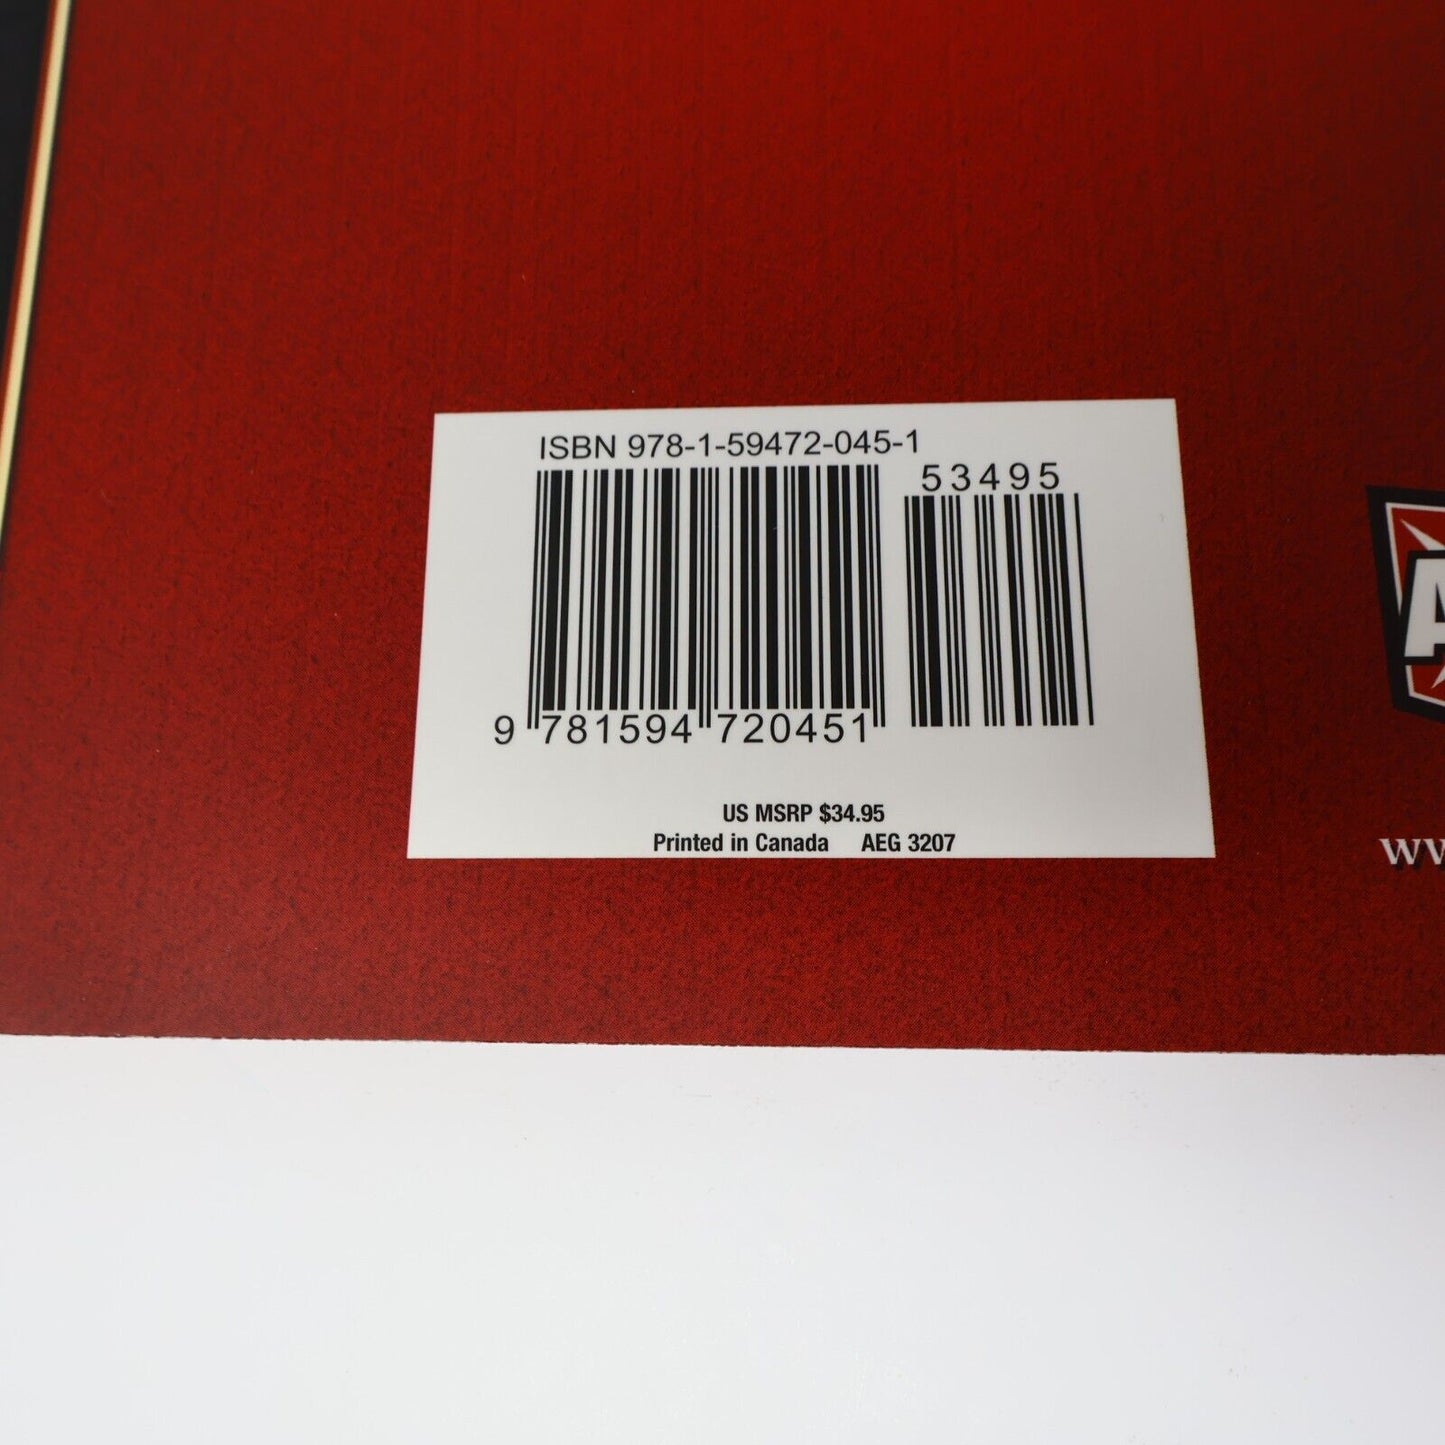 ISBN 978-1-59472-045-1
53495
9 781594 720451
US MSRP $34.95
Printed in Canada AEG 3207